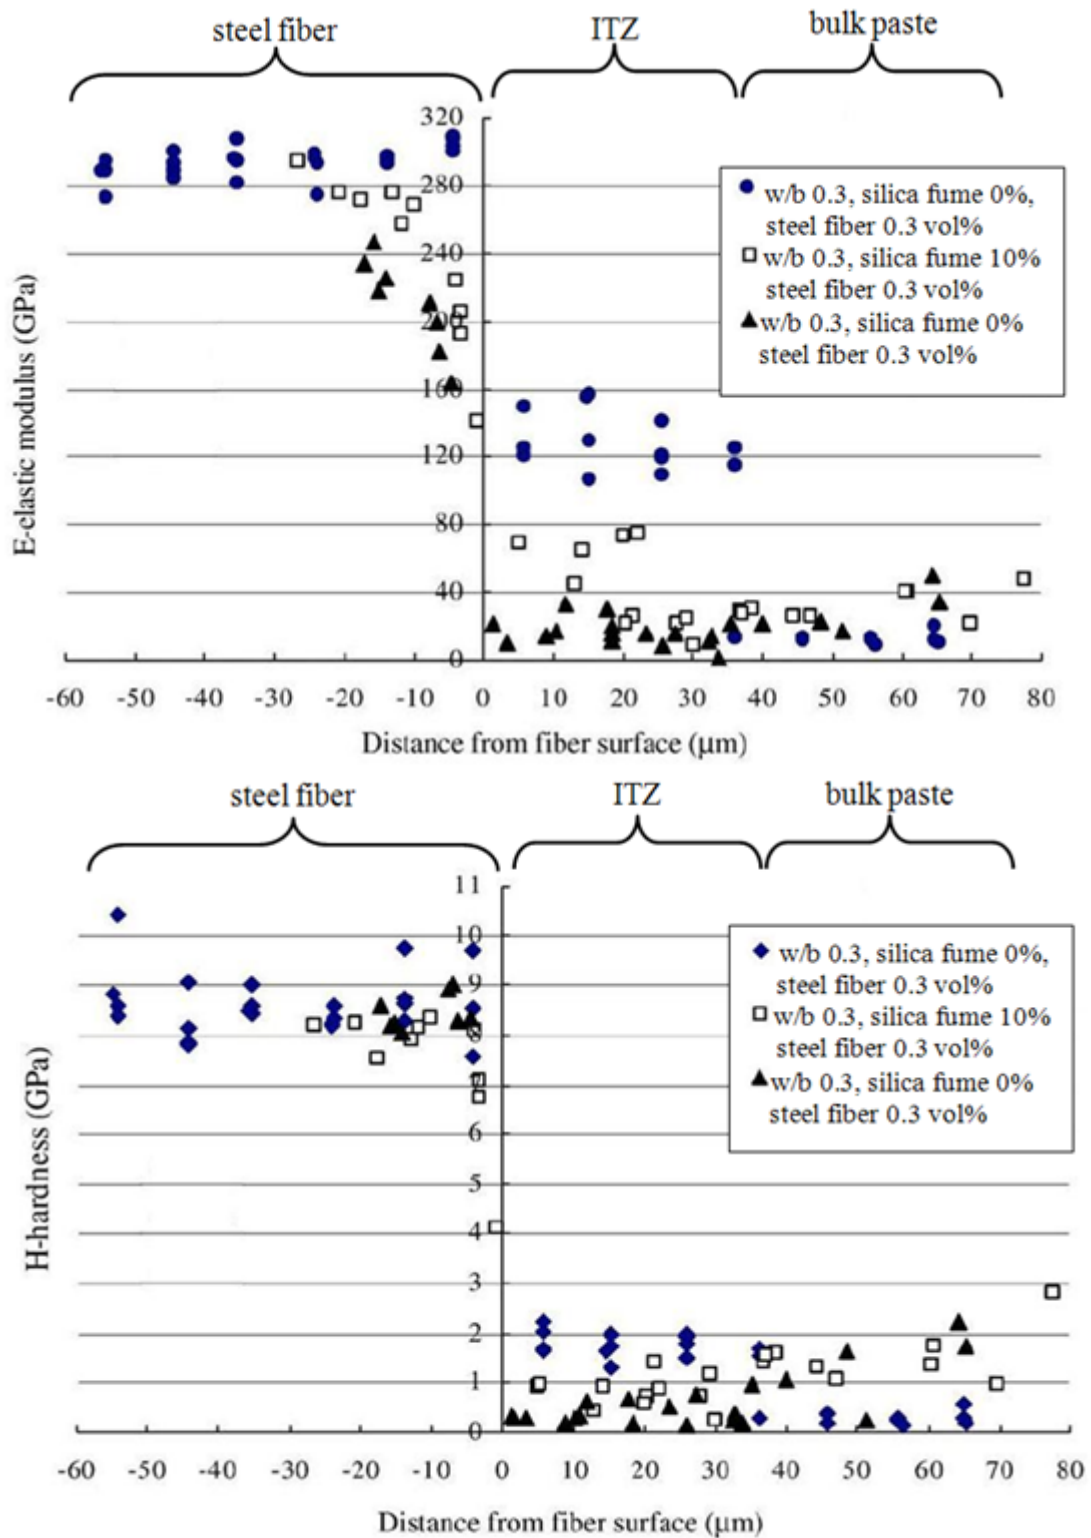 steel fiber ITZ bulk paste
320
280
240
200
160
120
80
40
0
E-elastic modulus (GPa)
w/b 0.3, silica fume 0%,
steel fiber 0.3 vol%
w/b 0.3, silica fume 10%
steel fiber 0.3 vol%
w/b 0.3, silica fume 0%
steel fiber 0.3 vol%
-60 -50 -40 -30 -20 -10 0 10 20 30 40 50 60 70 80
Distance from fiber surface (μm)
steel fiber ITZ bulk paste
11
10
9
8
7
6
5
4
3
2
1
0
H-hardness (GPa)
w/b 0.3, silica fume 0%,
steel fiber 0.3 vol%
w/b 0.3, silica fume 10%
steel fiber 0.3 vol%
w/b 0.3, silica fume 0%
steel fiber 0.3 vol%
-60 -50 -40 -30 -20 -10 0 10 20 30 40 50 60 70 80
Distance from fiber surface (μm)